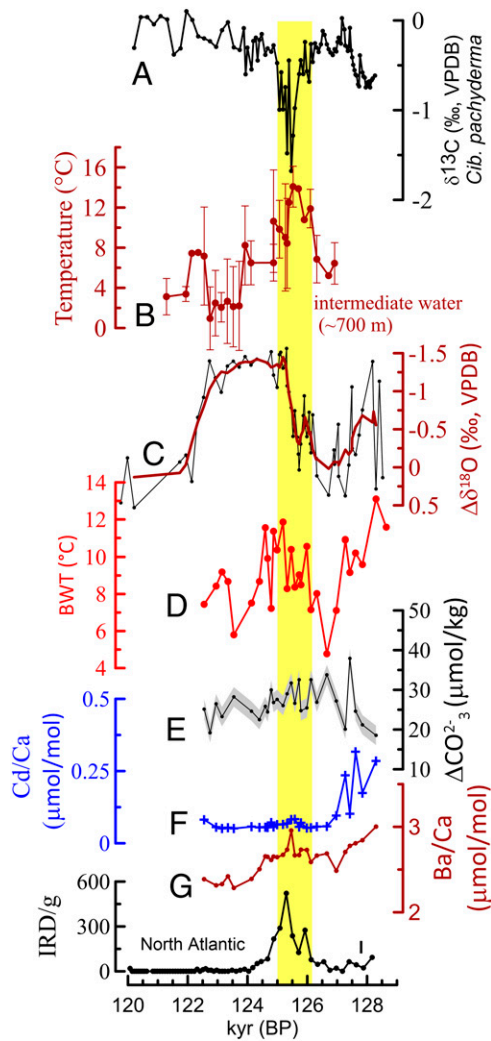 0
-1
-2
δ13C (‰, VPDB)
Cib. pachyderma
A
16
12
8
4
0
Temperature (°C)
B
intermediate water
(~700 m)
-1.5
-1
-0.5
0
0.5
Δδ18O (‰, VPDB)
C
14
12
10
8
6
4
BWT (°C)
D
50
40
30
20
10
ΔCO2-3 (μmol/kg)
E
0.5
0.25
0
Cd/Ca
(μmol/mol)
F
3
2
Ba/Ca
(μmol/mol)
G
600
300
0
IRD/g
North Atlantic
I
120 122 124 126 128
kyr (BP)